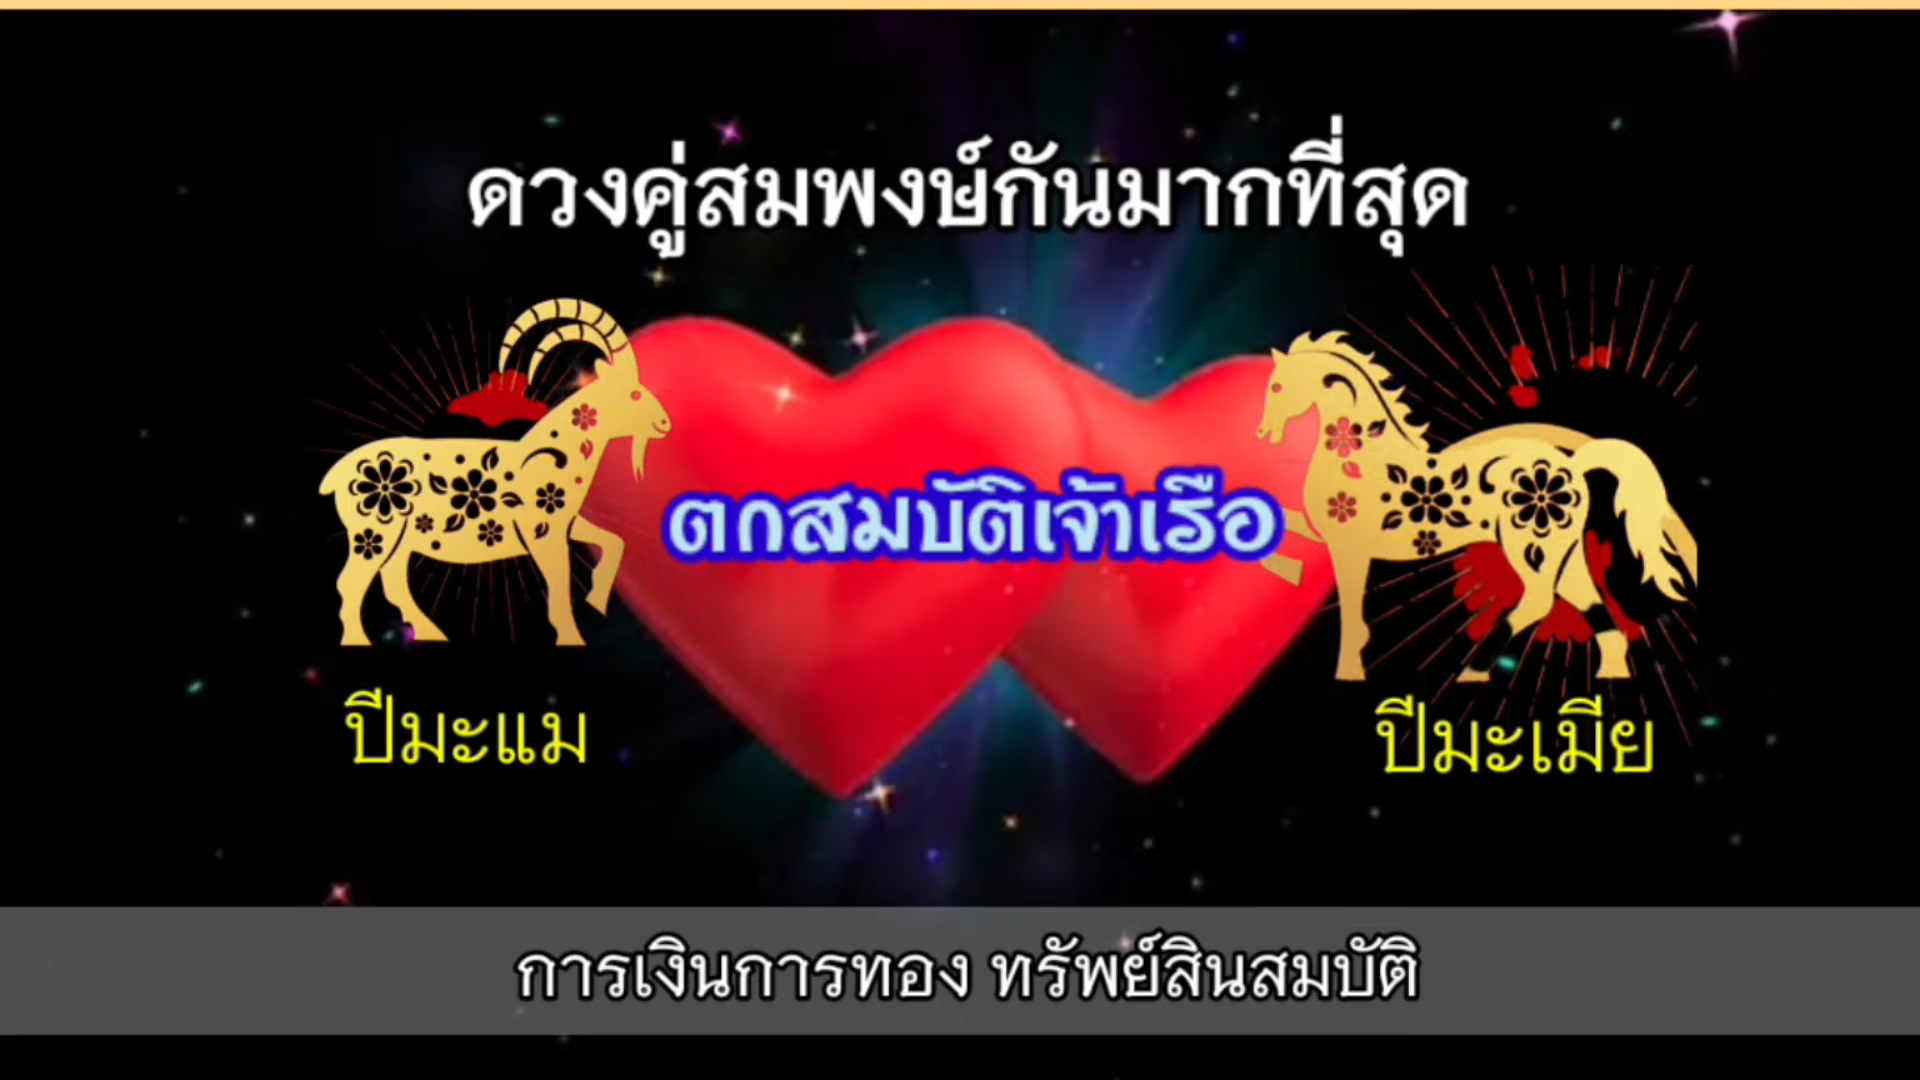 ดวงคู่สมพงษ์กันมากที่สุด
ตกสมบัติเจ้าเรือ
ปีมะแม
ปีมะเมีย
การเงินการทอง ทรัพย์สินสมบัติ